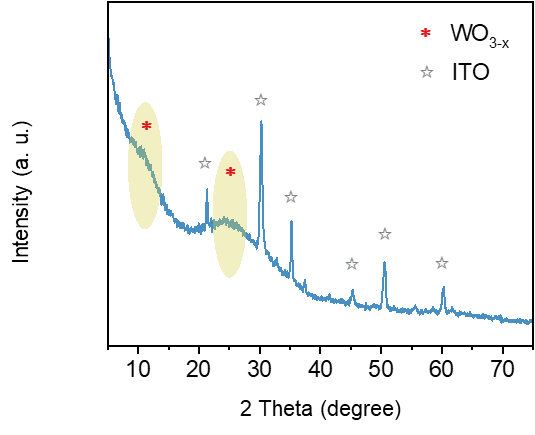 * WO3-x
☆ ITO
Intensity (a. u.)
10 20 30 40 50 60 70
2 Theta (degree)